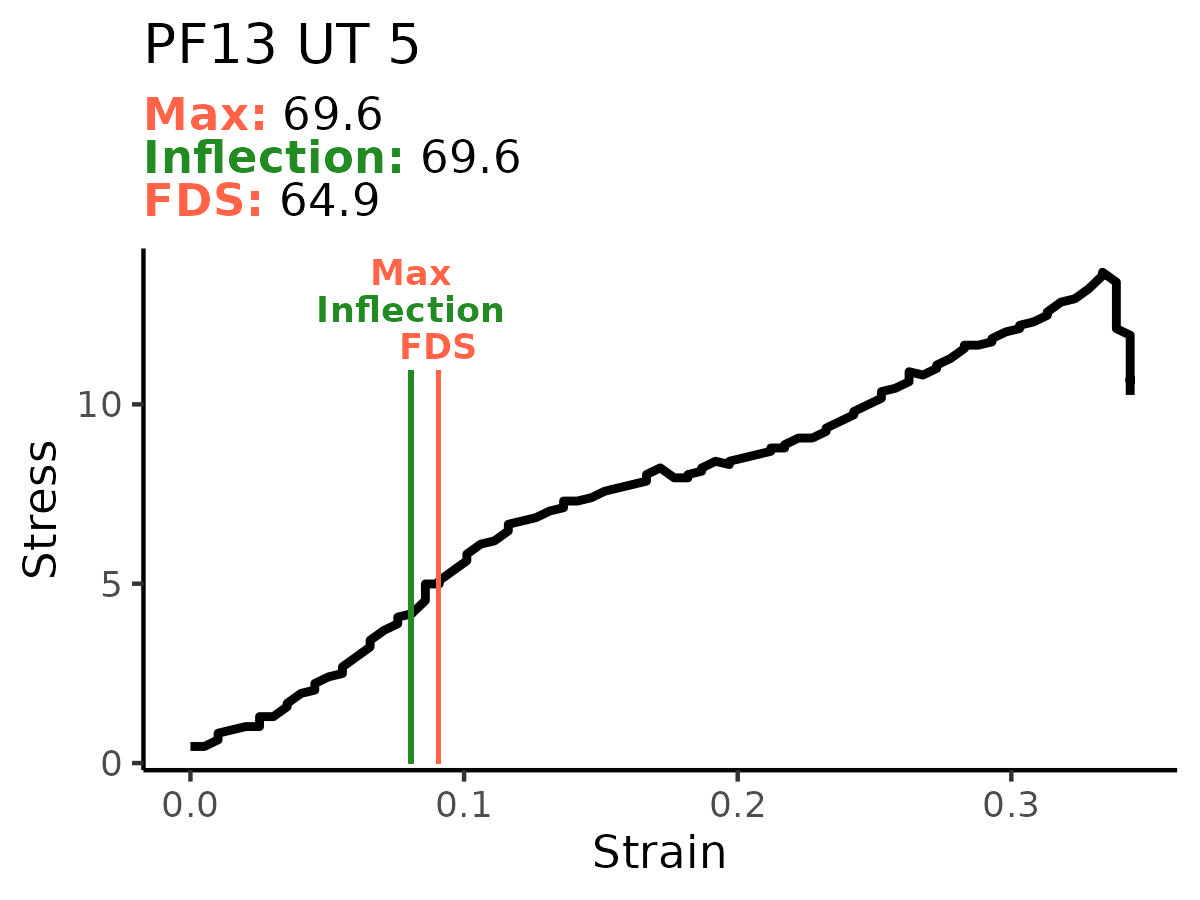 PF13 UT 5
Max: 69.6
Inflection: 69.6
FDS: 64.9
Max
Inflection
FDS
10
5
0
Stress
0.0 0.1 0.2 0.3
Strain